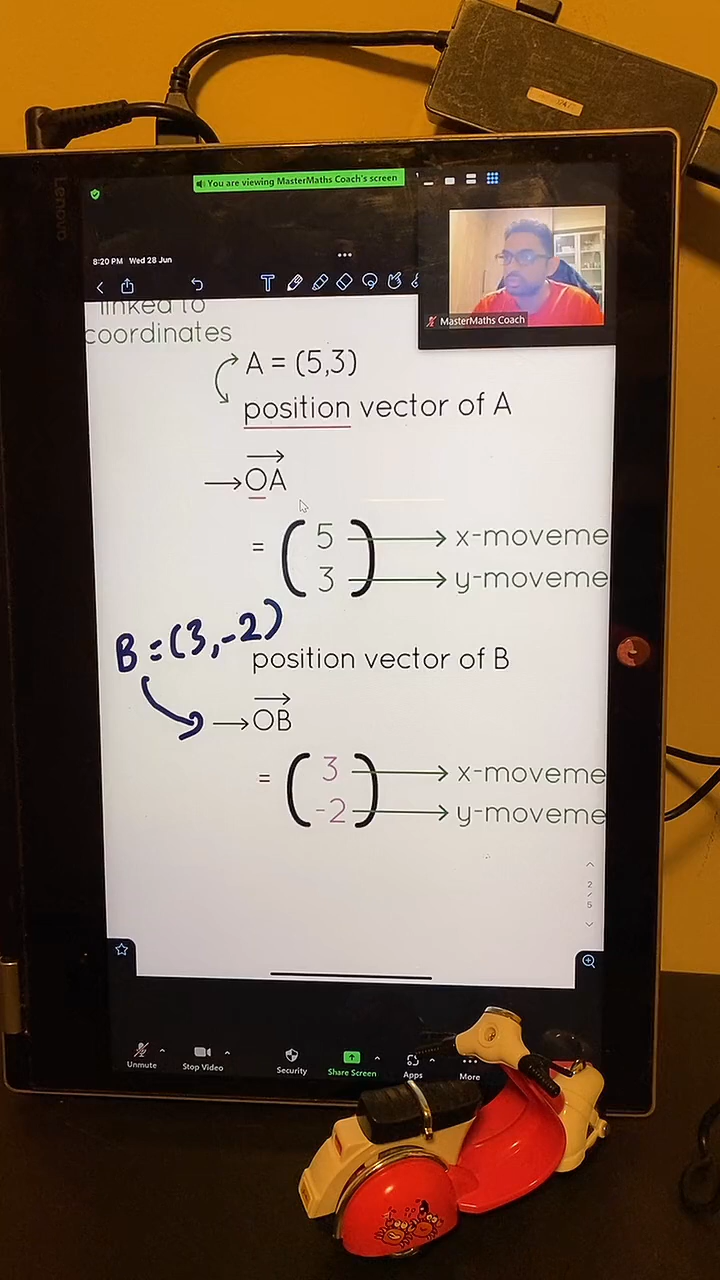 Lenovo
You are viewing MasterMaths Coach's screen
8:20 PM Wed 28 Jun
MasterMaths Coach
linked to
coordinates
A = (5,3)
position vector of A
→OA
= (5 → x-moveme
3) → y-moveme
B = (3,-2)
position vector of B
→OB
= (3 → x-moveme
-2) → y-moveme
2
/
5
Unmute Stop Video Security Share Screen Apps More